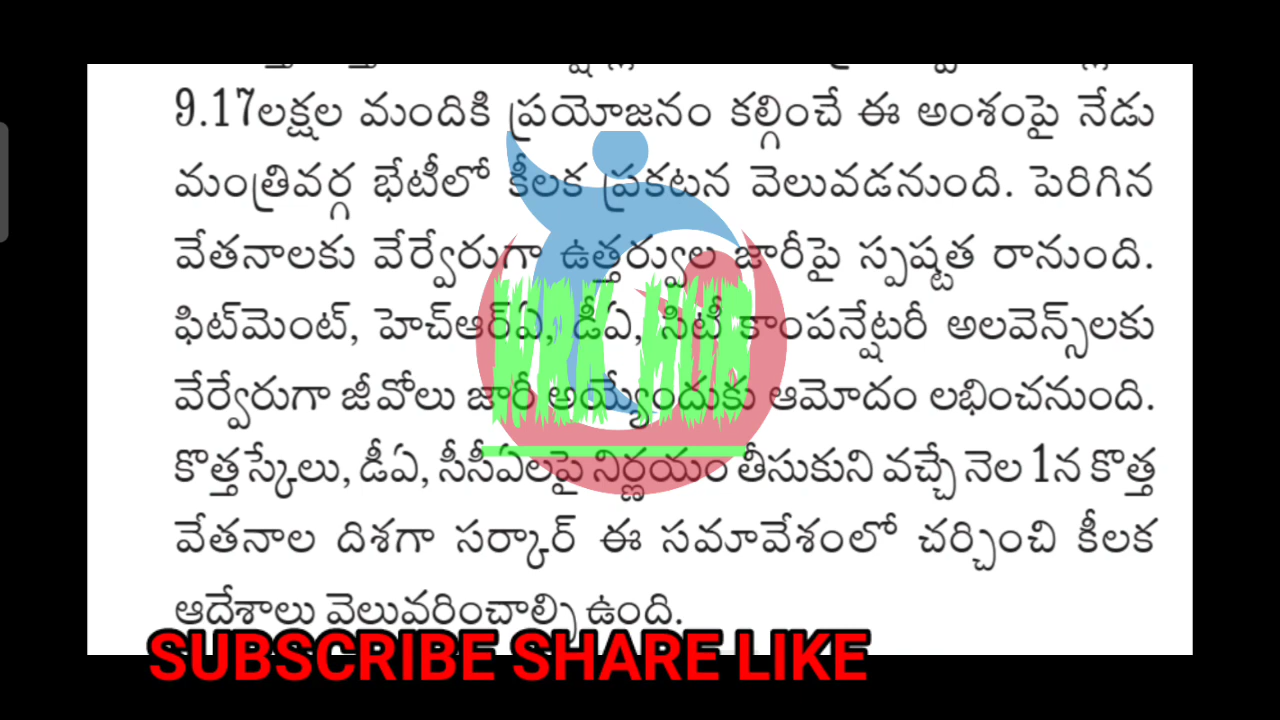 9.17లక్షల మందికి ప్రయోజనం కల్గించే ఈ అంశంపై నేడు
మంత్రివర్గ భేటీలో కీలక ప్రకటన వెలువడనుంది. పెరిగిన
వేతనాలకు వేర్వేరుగా ఉత్తర్వుల జారీపై స్పష్టత రానుంది.
ఫిట్‌మెంట్, హెచ్‌ఆర్‌ఏ, డీఏ, సిటీ కాంపన్షేటరీ అలవెన్స్‌లకు
వేర్వేరుగా జీవోలు జారీ అయ్యేందుకు ఆమోదం లభించనుంది.
కొత్త స్కేలు, డీఏ, సీసీఏలపై నిర్ణయం తీసుకుని వచ్చే నెల 1న కొత్త
వేతనాల దిశగా సర్కార్ ఈ సమావేశంలో చర్చించి కీలక
ఆదేశాలు వెలువరించాల్సి ఉంది.
WRK HUB
SUBSCRIBE SHARE LIKE